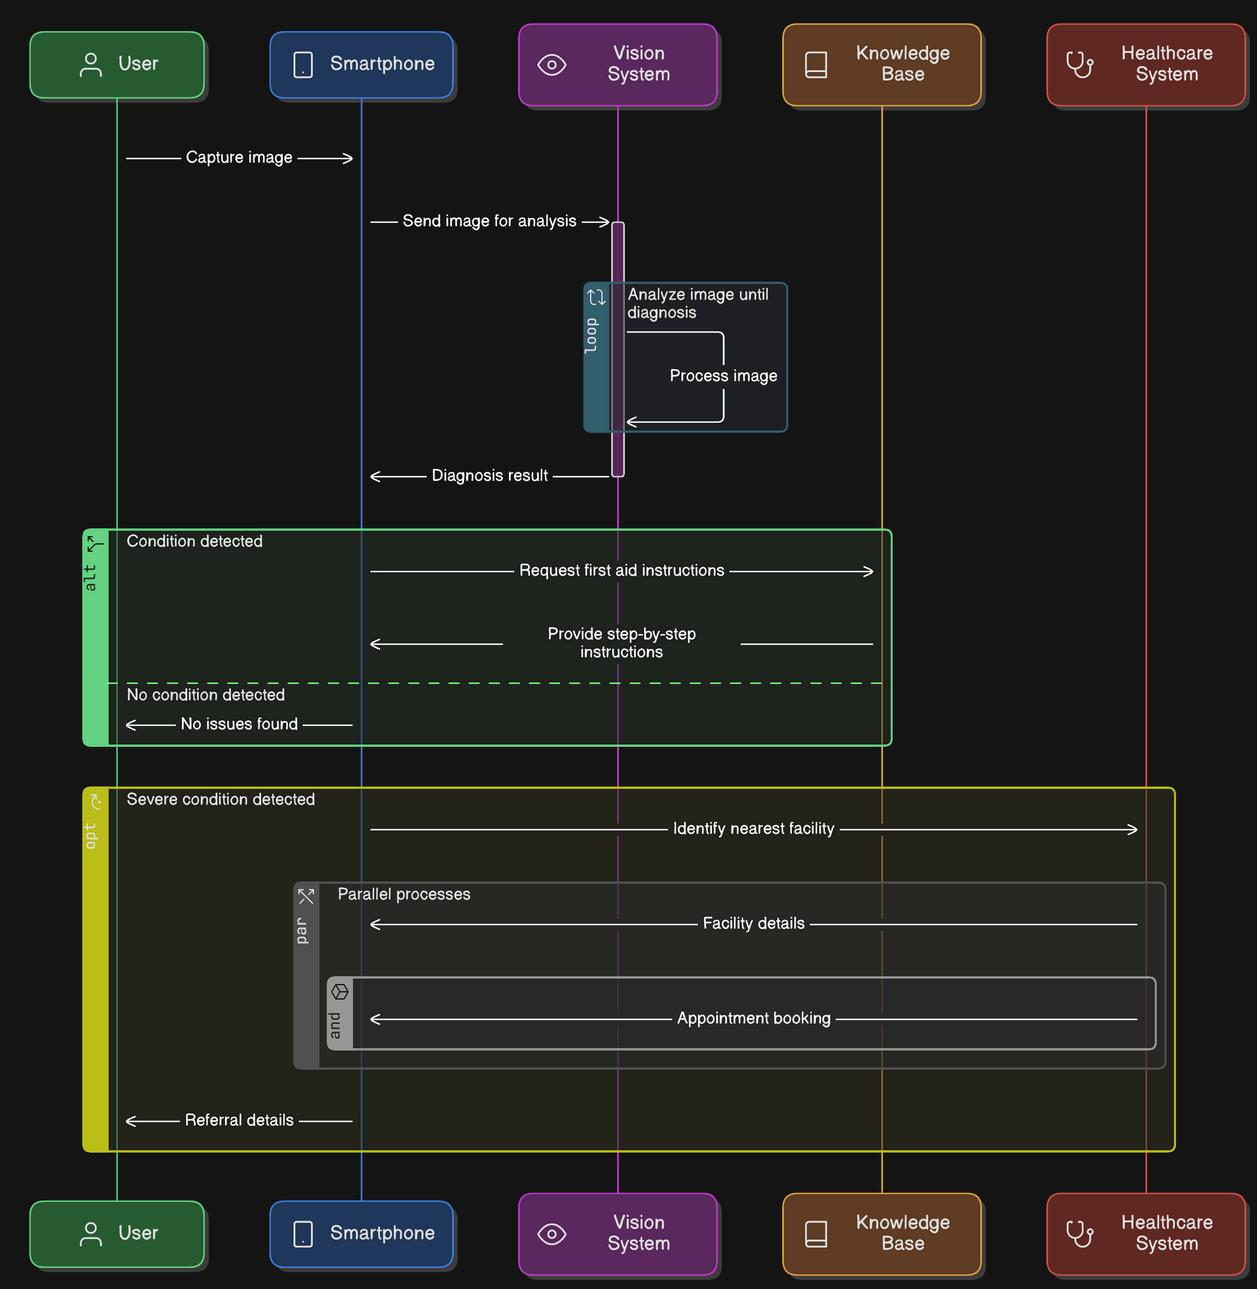 User
Smartphone
Vision
System
Knowledge
Base
Healthcare
System
Capture image
Send image for analysis
loop
Analyze image until
diagnosis
Process image
Diagnosis result
alt
Condition detected
Request first aid instructions
Provide step-by-step
instructions
No condition detected
No issues found
opt
Severe condition detected
Identify nearest facility
par
Parallel processes
Facility details
and
Appointment booking
Referral details
User
Smartphone
Vision
System
Knowledge
Base
Healthcare
System